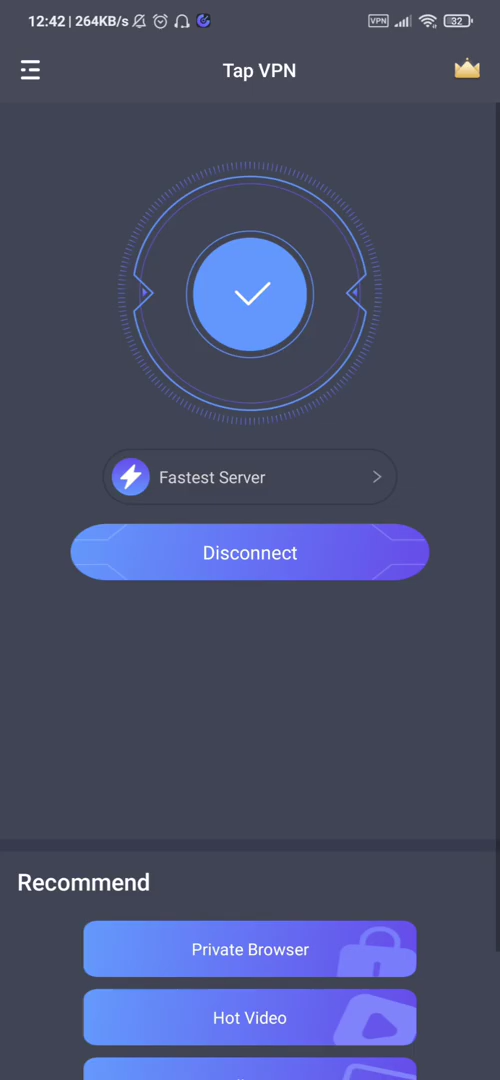 12:42 | 264KB/s VPN 32
Tap VPN
Fastest Server
Disconnect
Recommend
Private Browser
Hot Video